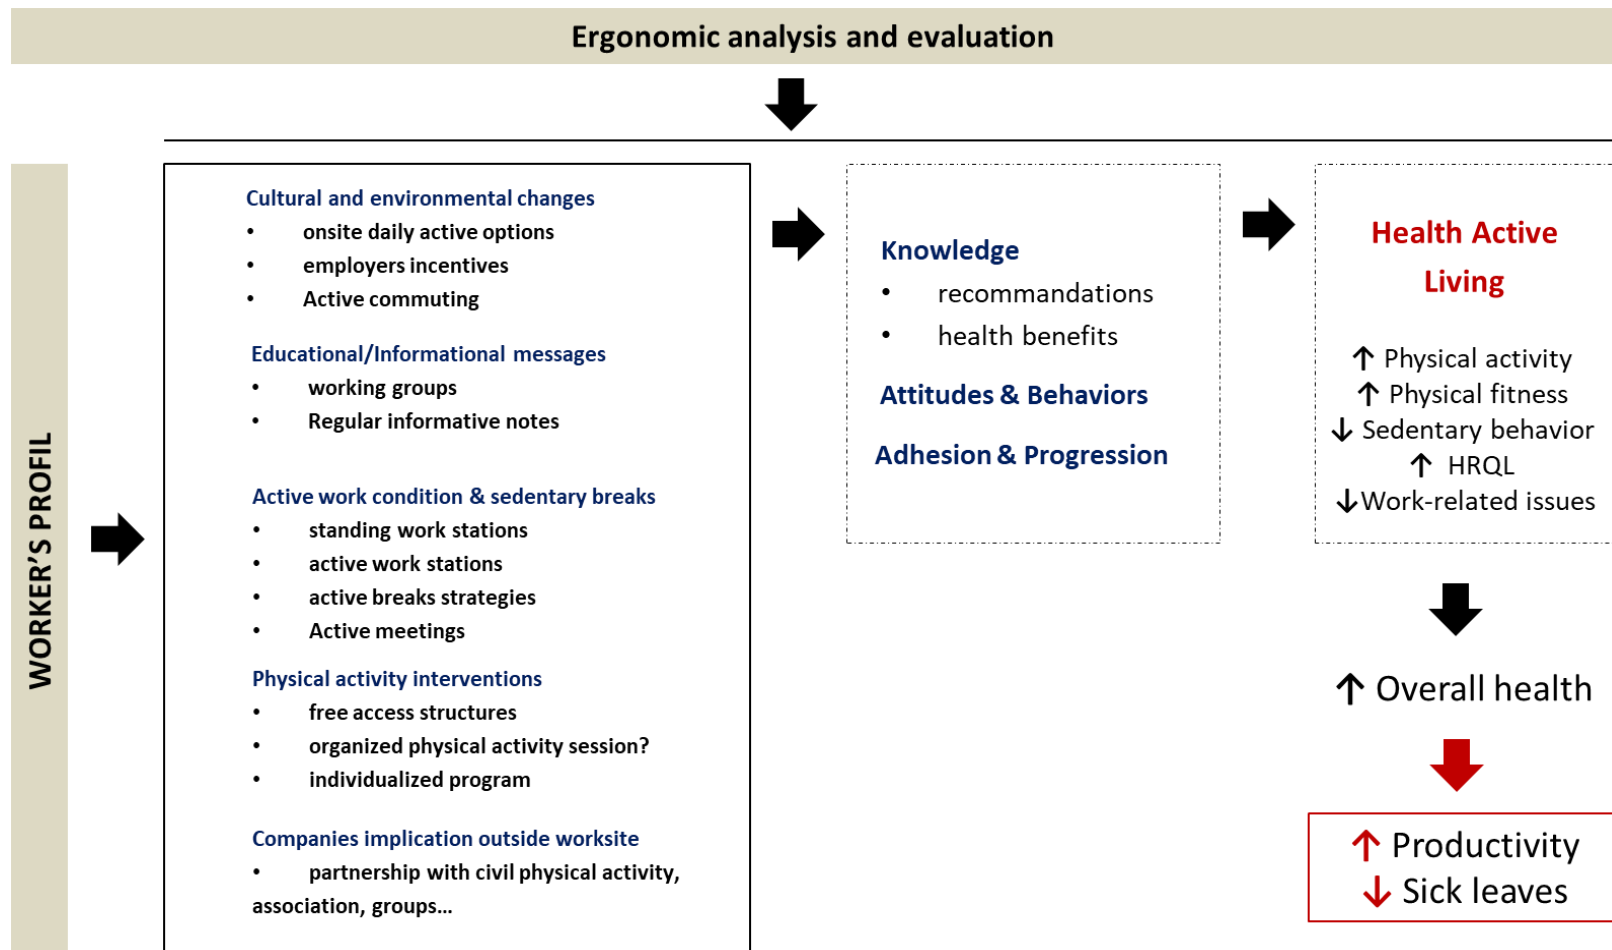 Ergonomic analysis and evaluation
WORKER'S PROFIL
Cultural and environmental changes
• onsite daily active options
• employers incentives
• Active commuting
Educational/Informational messages
• working groups
• Regular informative notes
Active work condition & sedentary breaks
• standing work stations
• active work stations
• active breaks strategies
• Active meetings
Physical activity interventions
• free access structures
• organized physical activity session?
• individualized program
Companies implication outside worksite
• partnership with civil physical activity,
association, groups...
Knowledge
• recommandations
• health benefits
Attitudes & Behaviors
Adhesion & Progression
Health Active
Living
↑ Physical activity
↑ Physical fitness
↓ Sedentary behavior
↑ HRQL
↓Work-related issues
↑ Overall health
↑ Productivity
↓ Sick leaves